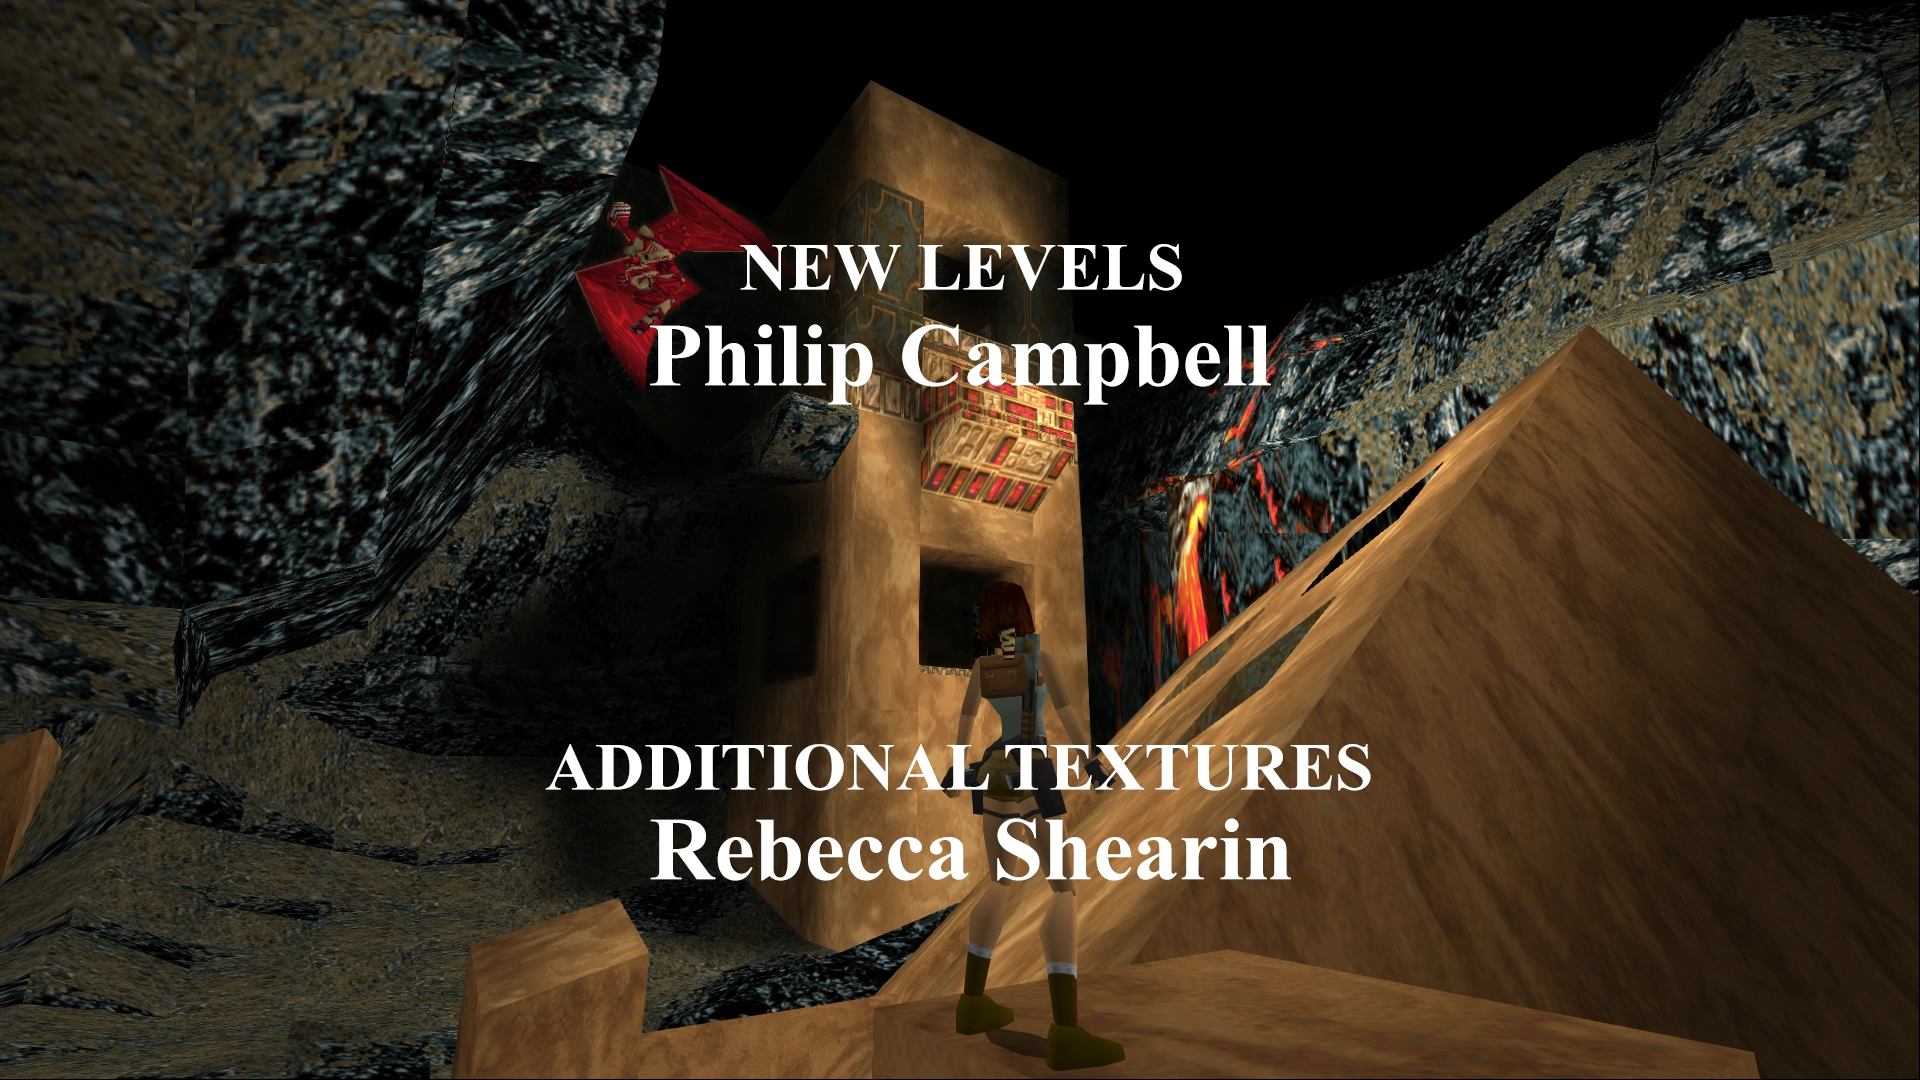 NEW LEVELS
Philip Campbell
ADDITIONAL TEXTURES
Rebecca Shearin